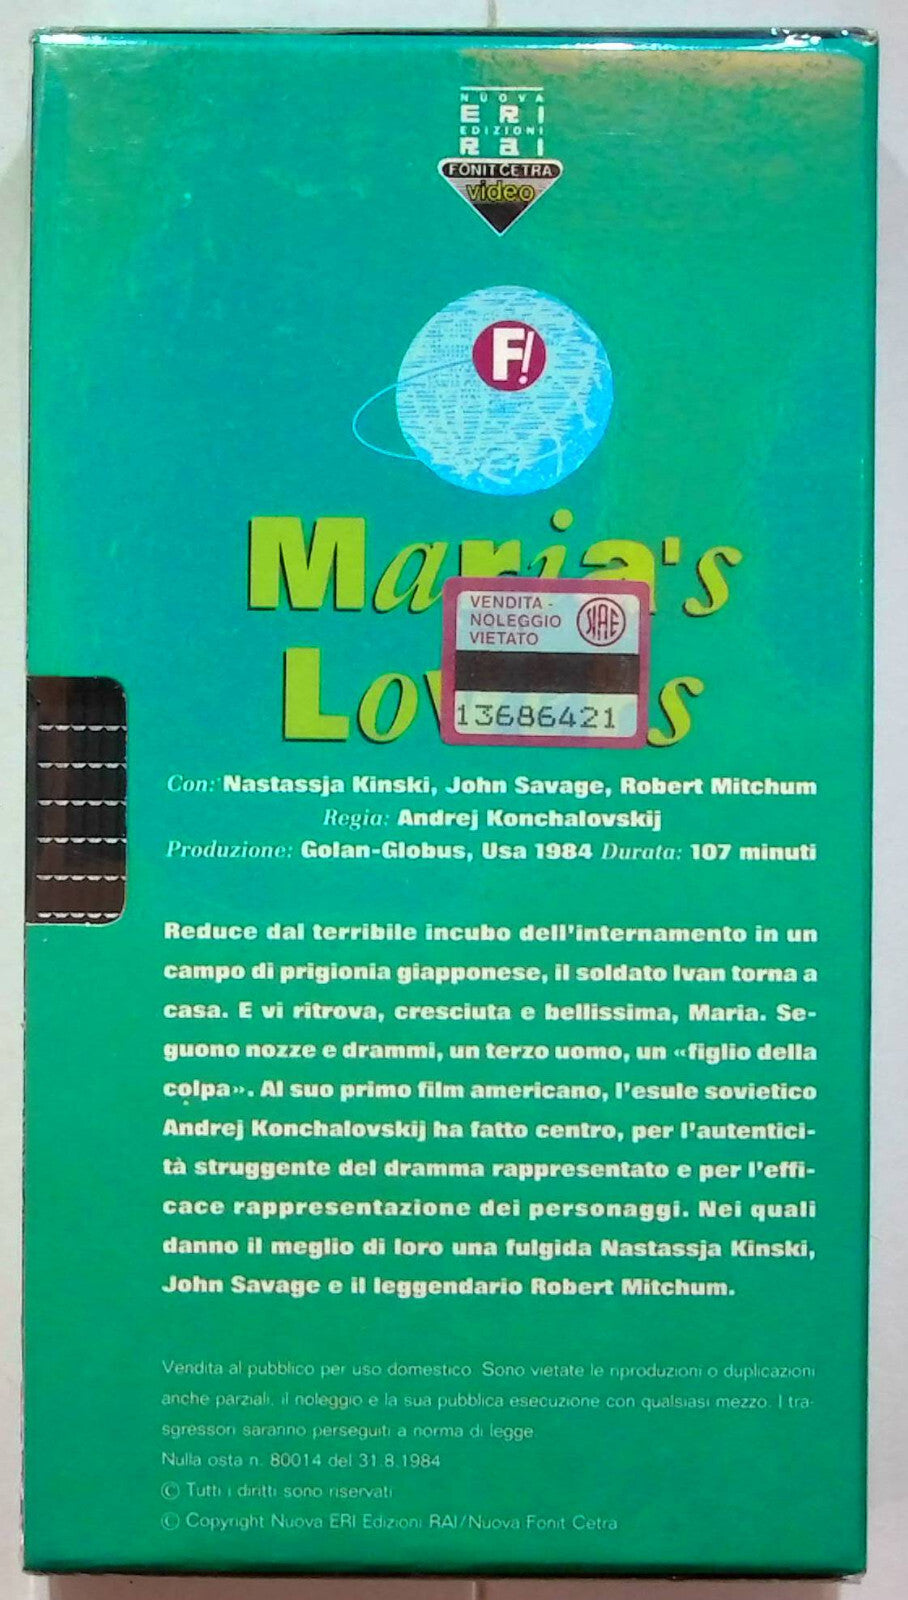 NUOVA
ERI
EDIZIONI
RAI
FONIT CETRA
video
F!
Maria's
VENDITA -
NOLEGGIO
VIETATO
SIAE
13686421
Con: Nastassja Kinski, John Savage, Robert Mitchum
Regia: Andrej Konchalovskij
Produzione: Golan-Globus, Usa 1984 Durata: 107 minuti
Reduce dal terribile incubo dell'internamento in un
campo di prigionia giapponese, il soldato Ivan torna a
casa. E vi ritrova, cresciuta e bellissima, Maria. Se-
guono nozze e drammi, un terzo uomo, un «figlio della
colpa». Al suo primo film americano, l'esule sovietico
Andrej Konchalovskij ha fatto centro, per l'autentici-
tà struggente del dramma rappresentato e per l'effi-
cace rappresentazione dei personaggi. Nei quali
danno il meglio di loro una fulgida Nastassja Kinski,
John Savage e il leggendario Robert Mitchum.
Vendita al pubblico per uso domestico. Sono vietate le riproduzioni o duplicazioni
anche parziali, il noleggio e la sua pubblica esecuzione con qualsiasi mezzo. I tra-
sgressori saranno perseguiti a norma di legge.
Nulla osta n. 80014 del 31.8.1984
© Tutti i diritti sono riservati
© Copyright Nuova ERI Edizioni RAI/Nuova Fonit Cetra